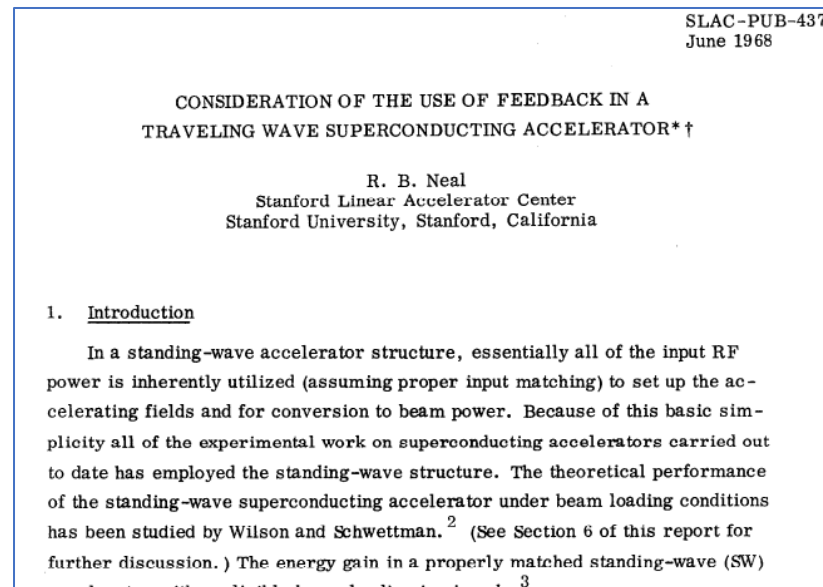 SLAC-PUB-437
June 1968
CONSIDERATION OF THE USE OF FEEDBACK IN A
TRAVELING WAVE SUPERCONDUCTING ACCELERATOR*†
R. B. Neal
Stanford Linear Accelerator Center
Stanford University, Stanford, California
1. Introduction
In a standing-wave accelerator structure, essentially all of the input RF
power is inherently utilized (assuming proper input matching) to set up the ac-
celerating fields and for conversion to beam power. Because of this basic sim-
plicity all of the experimental work on superconducting accelerators carried out
to date has employed the standing-wave structure. The theoretical performance
of the standing-wave superconducting accelerator under beam loading conditions
has been studied by Wilson and Schwettman. 2 (See Section 6 of this report for
further discussion. ) The energy gain in a properly matched standing-wave (SW)
3